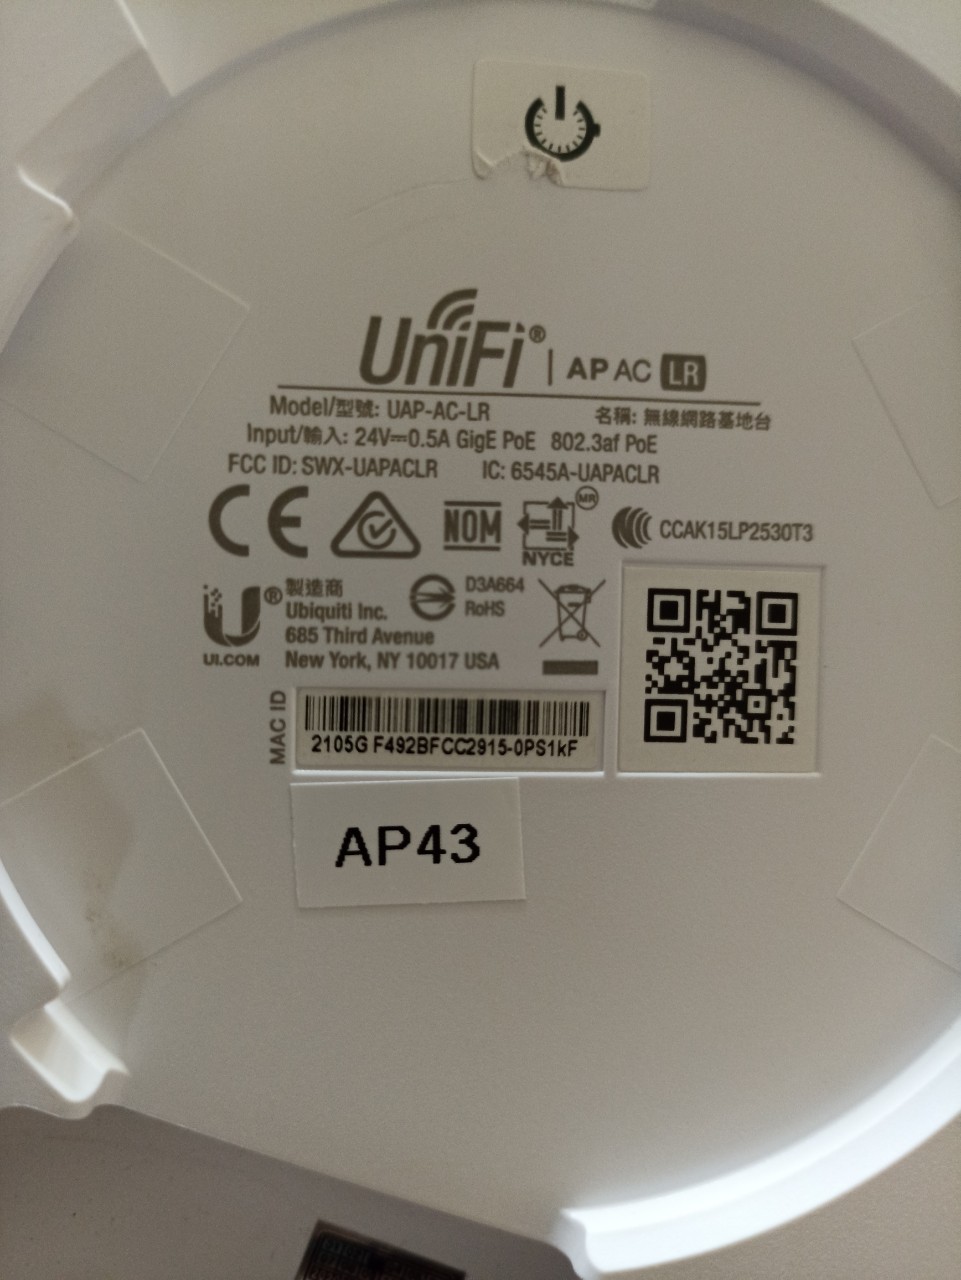 UniFi® | AP AC LR
Model/型號: UAP-AC-LR 名稱: 無線網路基地台
Input/輸入: 24V⎓0.5A GigE PoE 802.3af PoE
FCC ID: SWX-UAPACLR IC: 6545A-UAPACLR
CE NOM NYCE MR CCAK15LP2530T3
U® 製造商 D3A664
Ubiquiti Inc. RoHS
685 Third Avenue
UI.COM New York, NY 10017 USA
MAC ID
2105G F492BFCC2915-0PS1kF
AP43